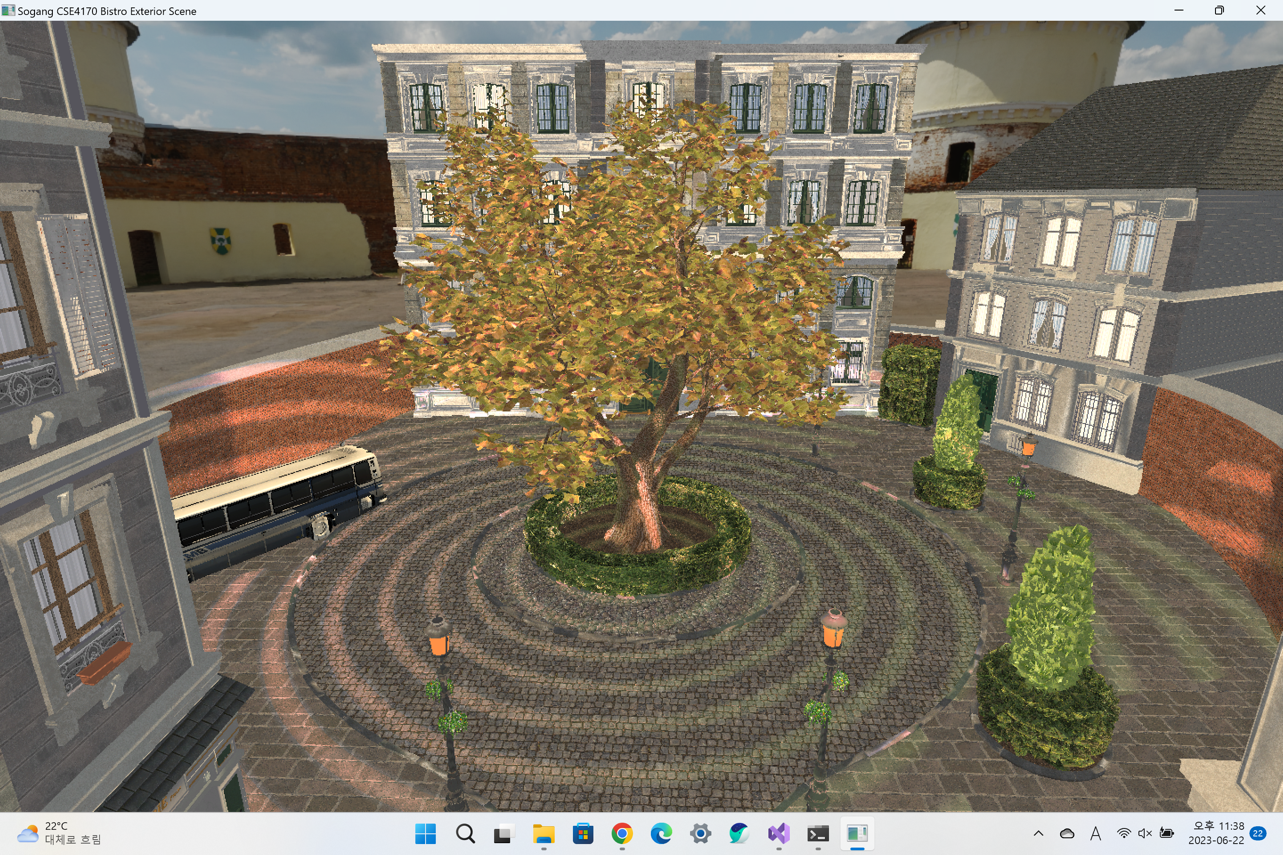 Sogang CSE4170 Bistro Exterior Scene
22°C
대체로 흐림
A
오후 11:38
2023-06-22
22